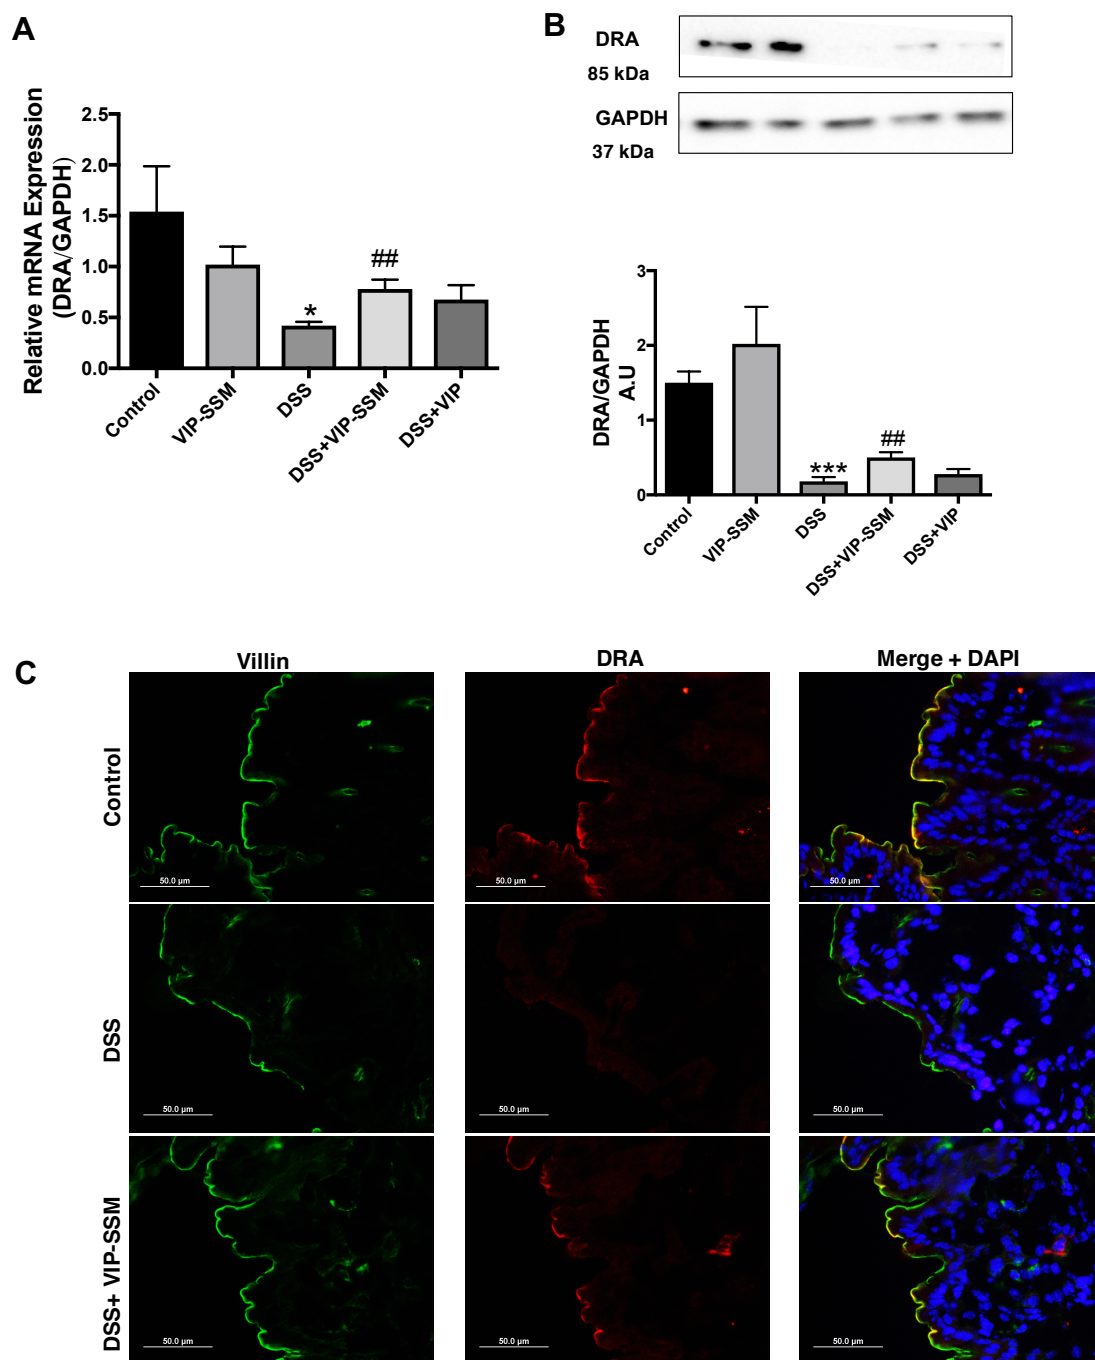 A
Relative mRNA Expression
(DRA/GAPDH)
2.5
2.0
1.5
1.0
0.5
0.0
*
##
Control
VIP-SSM
DSS
DSS+VIP-SSM
DSS+VIP
B
DRA
85 kDa
GAPDH
37 kDa
DRA/GAPDH
A.U
3
2
1
0
***
##
Control
VIP-SSM
DSS
DSS+VIP-SSM
DSS+VIP
C
Villin
DRA
Merge + DAPI
Control
50.0 µm
50.0 µm
50.0 µm
DSS
50.0 µm
50.0 µm
50.0 µm
DSS+ VIP-SSM
50.0 µm
50.0 µm
50.0 µm